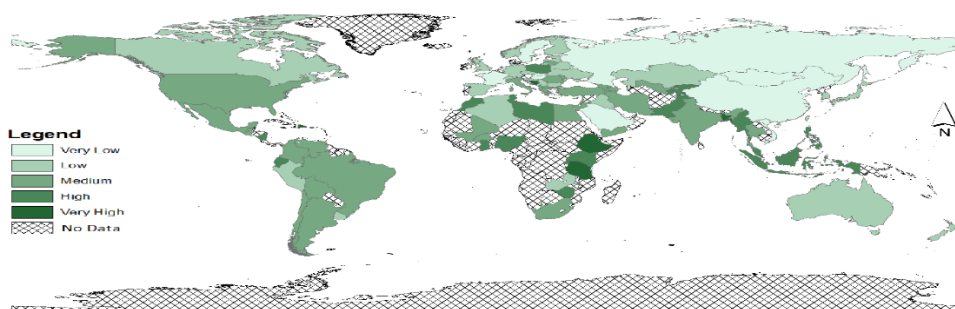 Legend
Very Low
Low
Medium
High
Very High
No Data
N